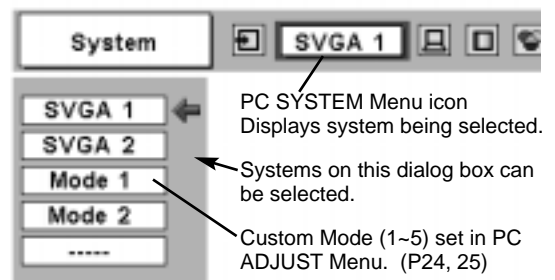 System
SVGA 1
PC SYSTEM Menu icon
Displays system being selected.
SVGA 1
SVGA 2
Mode 1
Mode 2
-----
Systems on this dialog box can
be selected.
Custom Mode (1~5) set in PC
ADJUST Menu. (P24, 25)